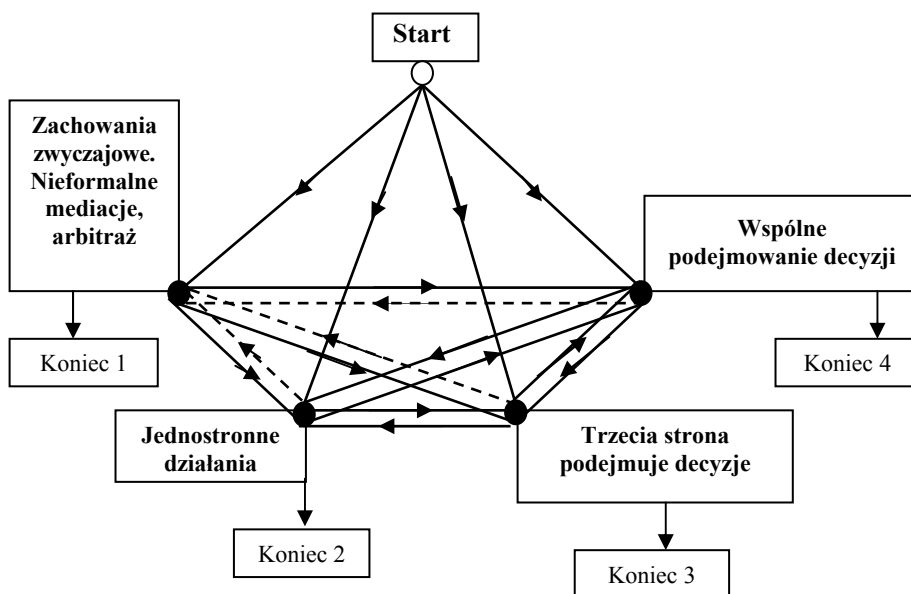 Start
Zachowania
zwyczajowe.
Nieformalne
mediacje,
arbitraż
Wspólne
podejmowanie decyzji
Koniec 1
Koniec 4
Jednostronne
działania
Trzecia strona
podejmuje decyzje
Koniec 2
Koniec 3